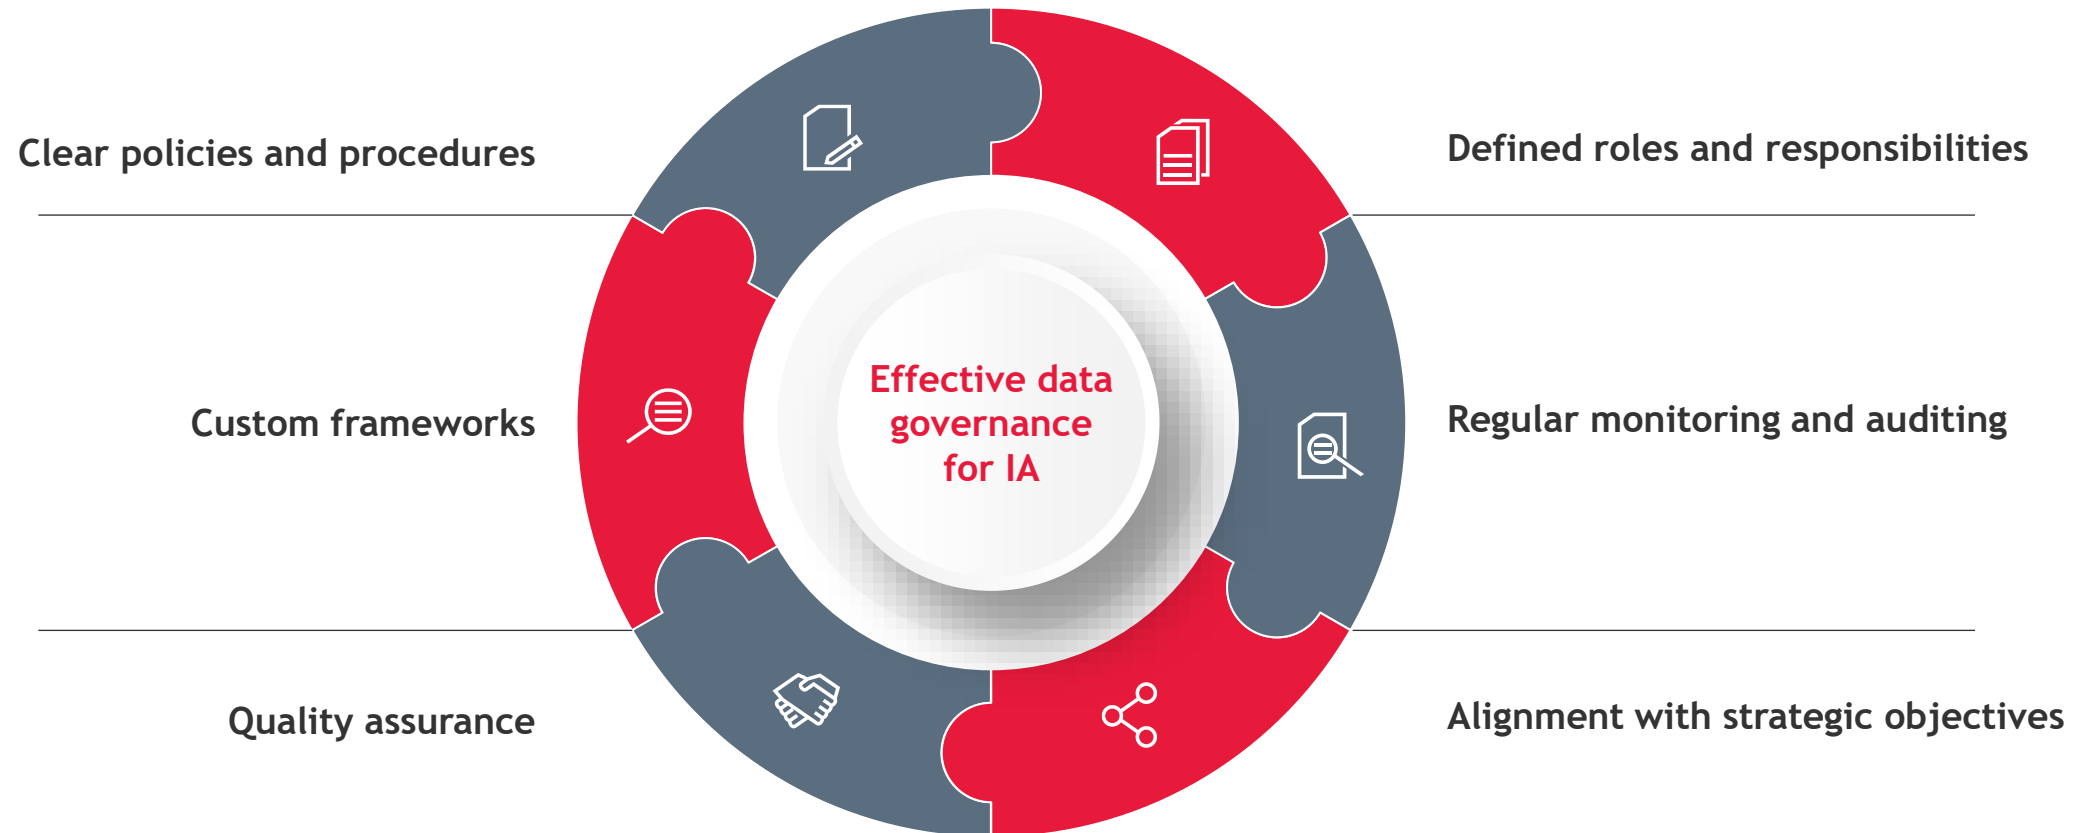 Clear policies and procedures
Defined roles and responsibilities
Custom frameworks
Effective data
governance
for IA
Regular monitoring and auditing
Quality assurance
Alignment with strategic objectives